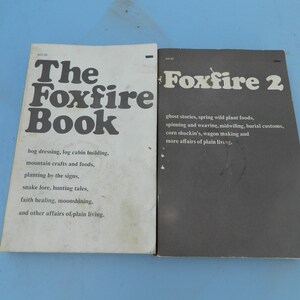 The
Foxfire
Book
hog dressing, log cabin building,
mountain crafts and foods,
planting by the signs,
snake lore, hunting tales,
faith healing, moonshining,
and other affairs of plain living.
Foxfire 2
ghost stories, spring wild plant foods,
spinning and weaving, midwifing, burial customs,
corn shuckin's, wagon making and
more affairs of plain living.